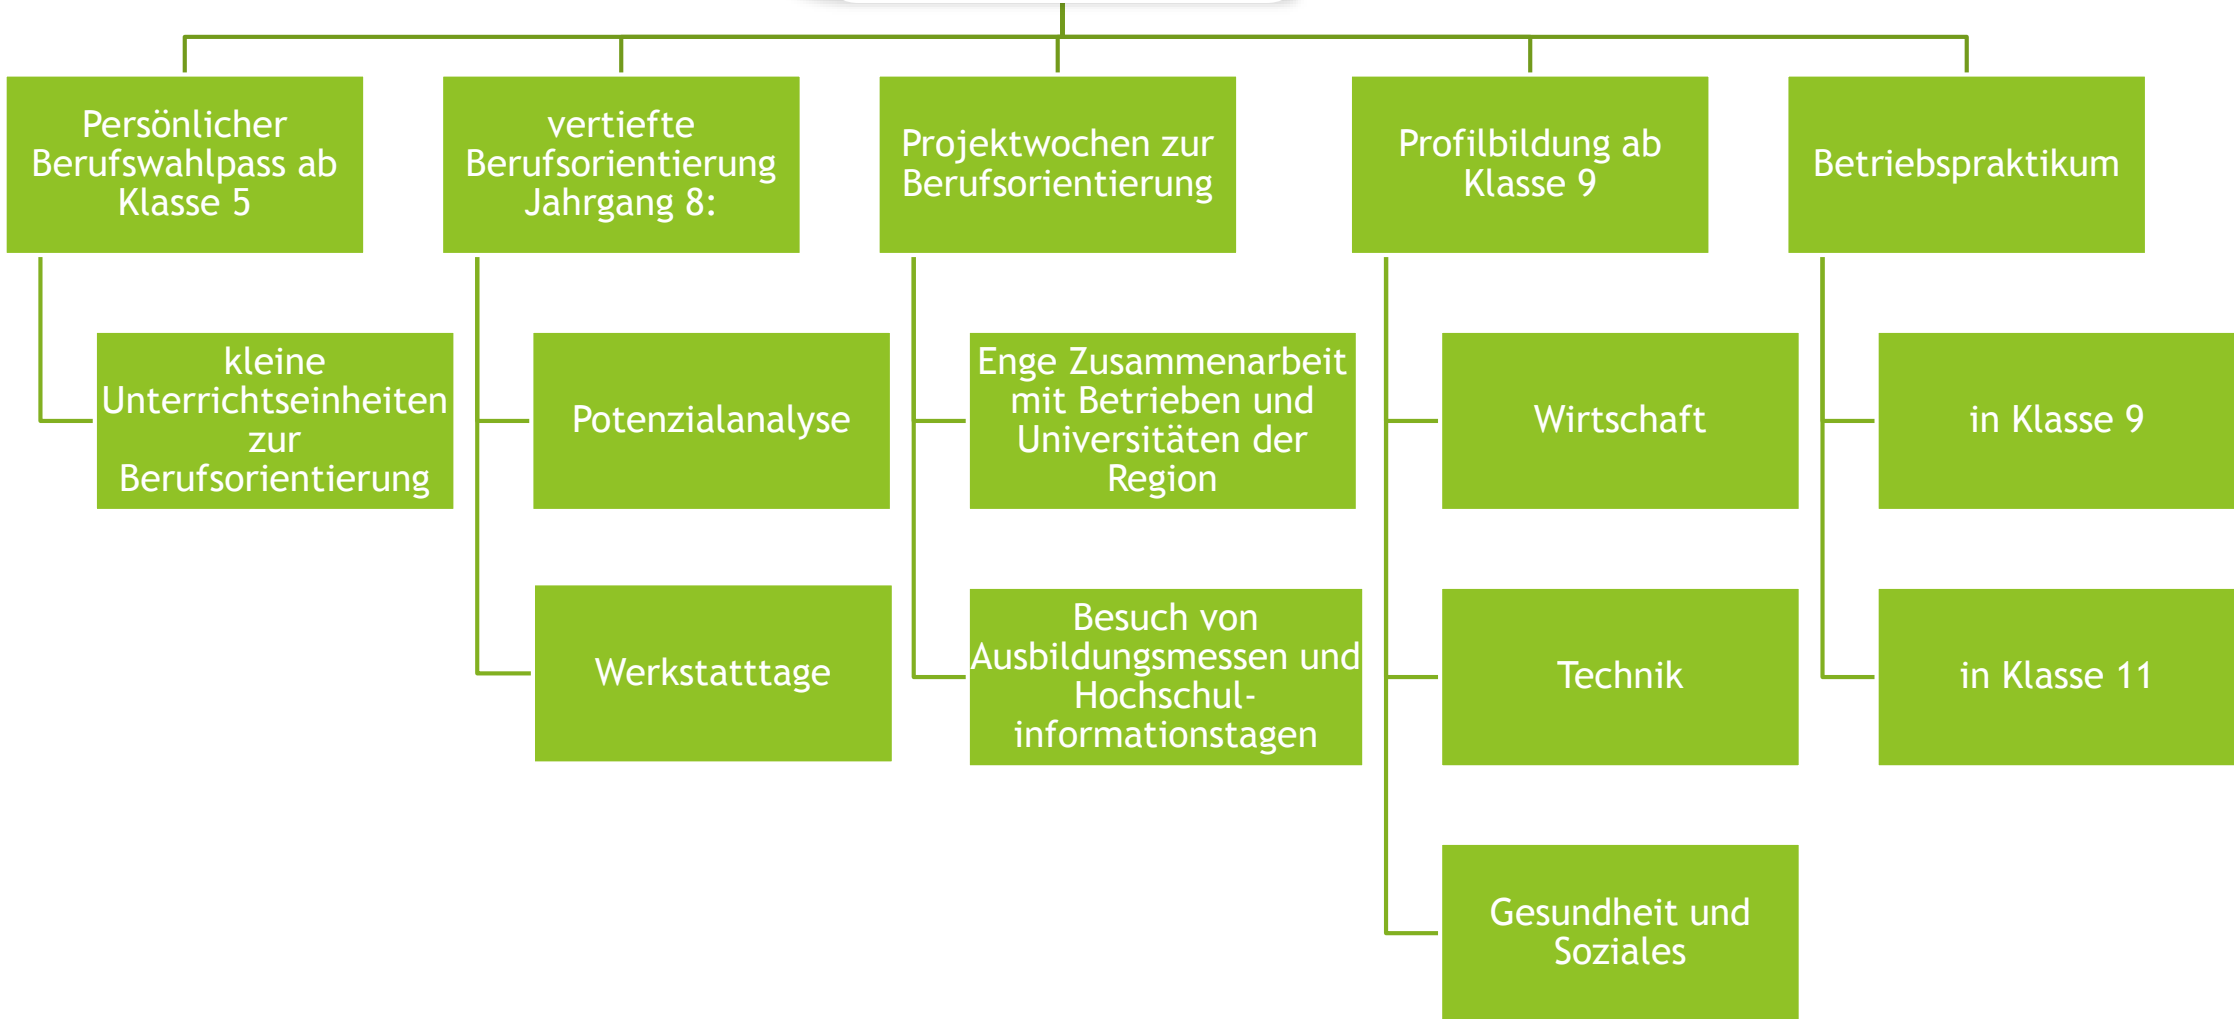 Persönlicher
Berufswahlpass ab
Klasse 5
vertiefte
Berufsorientierung
Jahrgang 8:
Projektwochen zur
Berufsorientierung
Profilbildung ab
Klasse 9
Betriebspraktikum
kleine
Unterrichtseinheiten
zur
Berufsorientierung
Potenzialanalyse
Enge Zusammenarbeit
mit Betrieben und
Universitäten der
Region
Wirtschaft
in Klasse 9
Werkstatttage
Besuch von
Ausbildungsmessen und
Hochschul-
informationstagen
Technik
in Klasse 11
Gesundheit und
Soziales